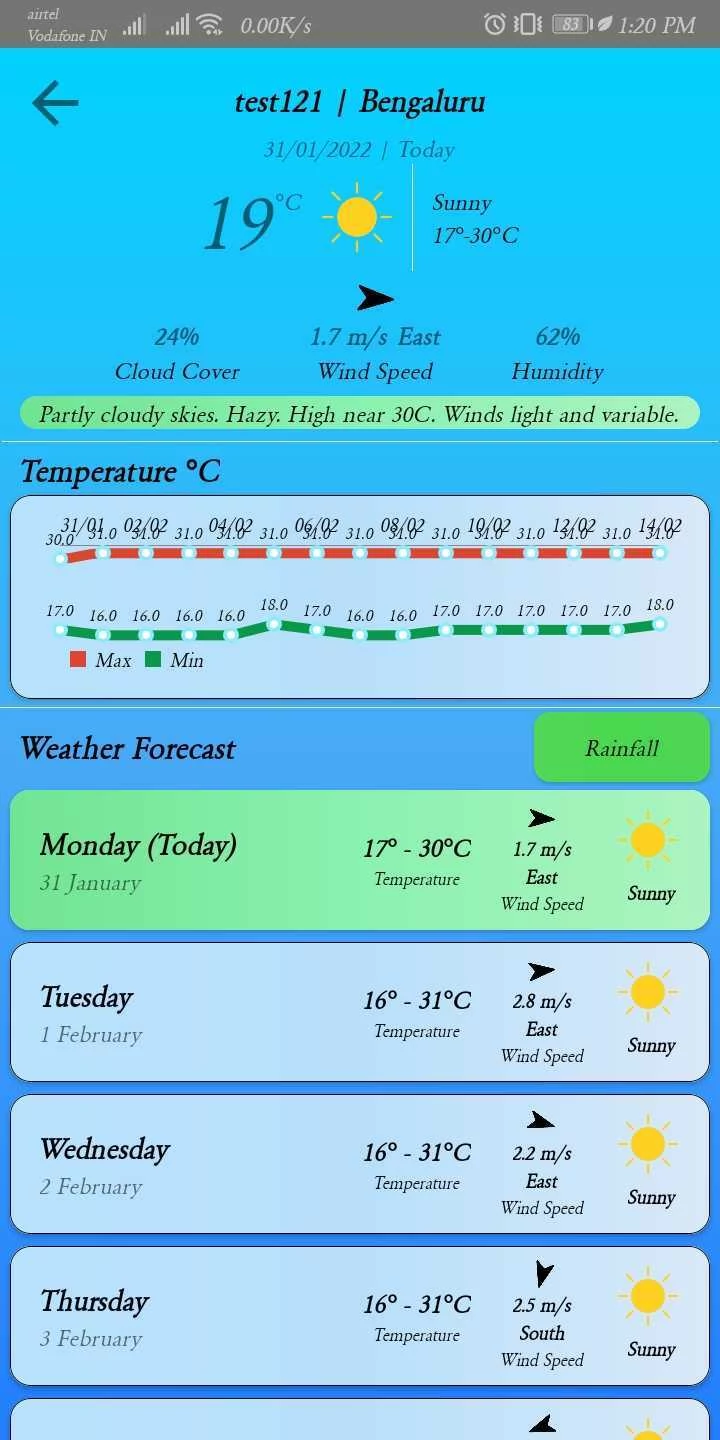 airtel
Vodafone IN 0.00K/s 83 1:20 PM
test121 | Bengaluru
31/01/2022 | Today
19°C
Sunny
17°-30°C
24% 1.7 m/s East 62%
Cloud Cover Wind Speed Humidity
Partly cloudy skies. Hazy. High near 30C. Winds light and variable.
Temperature °C
31/01 02/02 04/02 06/02 08/02 10/02 12/02 14/02
30.0 31.0 31.0 31.0 31.0 31.0 31.0 31.0 31.0 31.0 31.0 31.0 31.0 31.0 31.0
17.0 16.0 16.0 16.0 16.0 18.0 17.0 16.0 16.0 17.0 17.0 17.0 17.0 17.0 18.0
Max Min
Weather Forecast Rainfall
Monday (Today)
31 January
17° - 30°C
Temperature
1.7 m/s
East
Wind Speed
Sunny
Tuesday
1 February
16° - 31°C
Temperature
2.8 m/s
East
Wind Speed
Sunny
Wednesday
2 February
16° - 31°C
Temperature
2.2 m/s
East
Wind Speed
Sunny
Thursday
3 February
16° - 31°C
Temperature
2.5 m/s
South
Wind Speed
Sunny